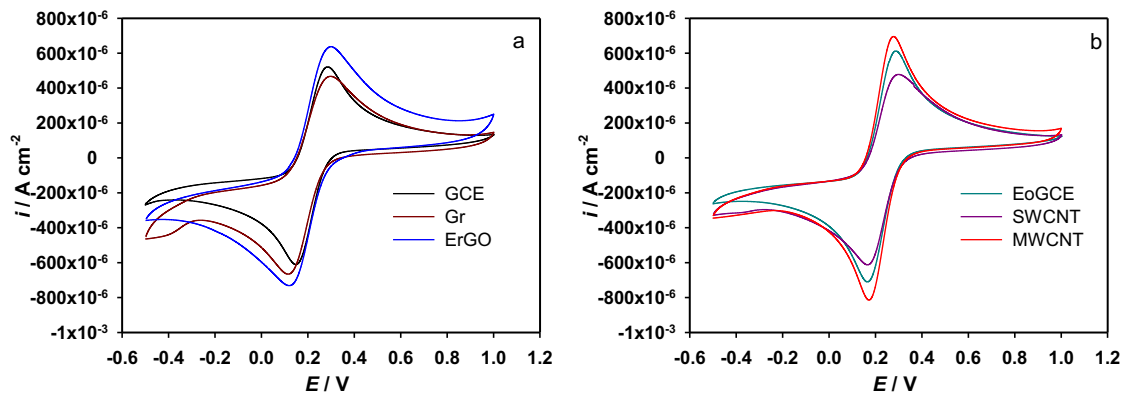 a
800x10-6
600x10-6
400x10-6
200x10-6
0
-200x10-6
-400x10-6
-600x10-6
-800x10-6
-1x10-3
i / A cm-2
GCE
Gr
ErGO
-0.6 -0.4 -0.2 0.0 0.2 0.4 0.6 0.8 1.0 1.2
E / V
b
800x10-6
600x10-6
400x10-6
200x10-6
0
-200x10-6
-400x10-6
-600x10-6
-800x10-6
-1x10-3
i / A cm-2
EoGCE
SWCNT
MWCNT
-0.6 -0.4 -0.2 0.0 0.2 0.4 0.6 0.8 1.0 1.2
E / V